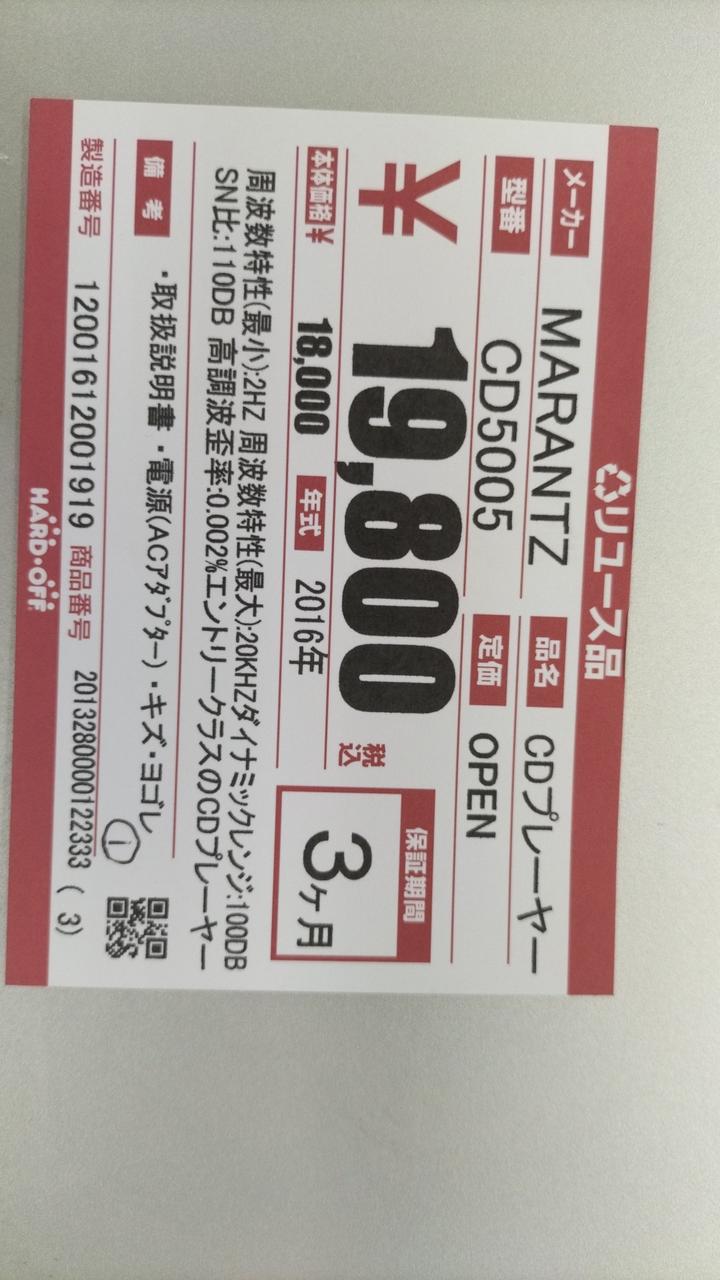 リユース品
メーカー MARANTZ 品名 CDプレーヤー
型番 CD5005 定価 OPEN
¥ 19,800 税込
保証期間
3ヶ月
本体価格¥ 18,000 年式 2016年
周波数特性(最小):2HZ 周波数特性(最大):20KHZダイナミックレンジ:100DB
SN比:110DB 高調波歪率:0.002%エントリークラスのCDプレーヤー
備考 ・取扱説明書・電源(ACアダプター)・キズ・ヨゴレ
製造番号 12001612001919 商品番号 2013280000122333 ( 3)
HARD・OFF